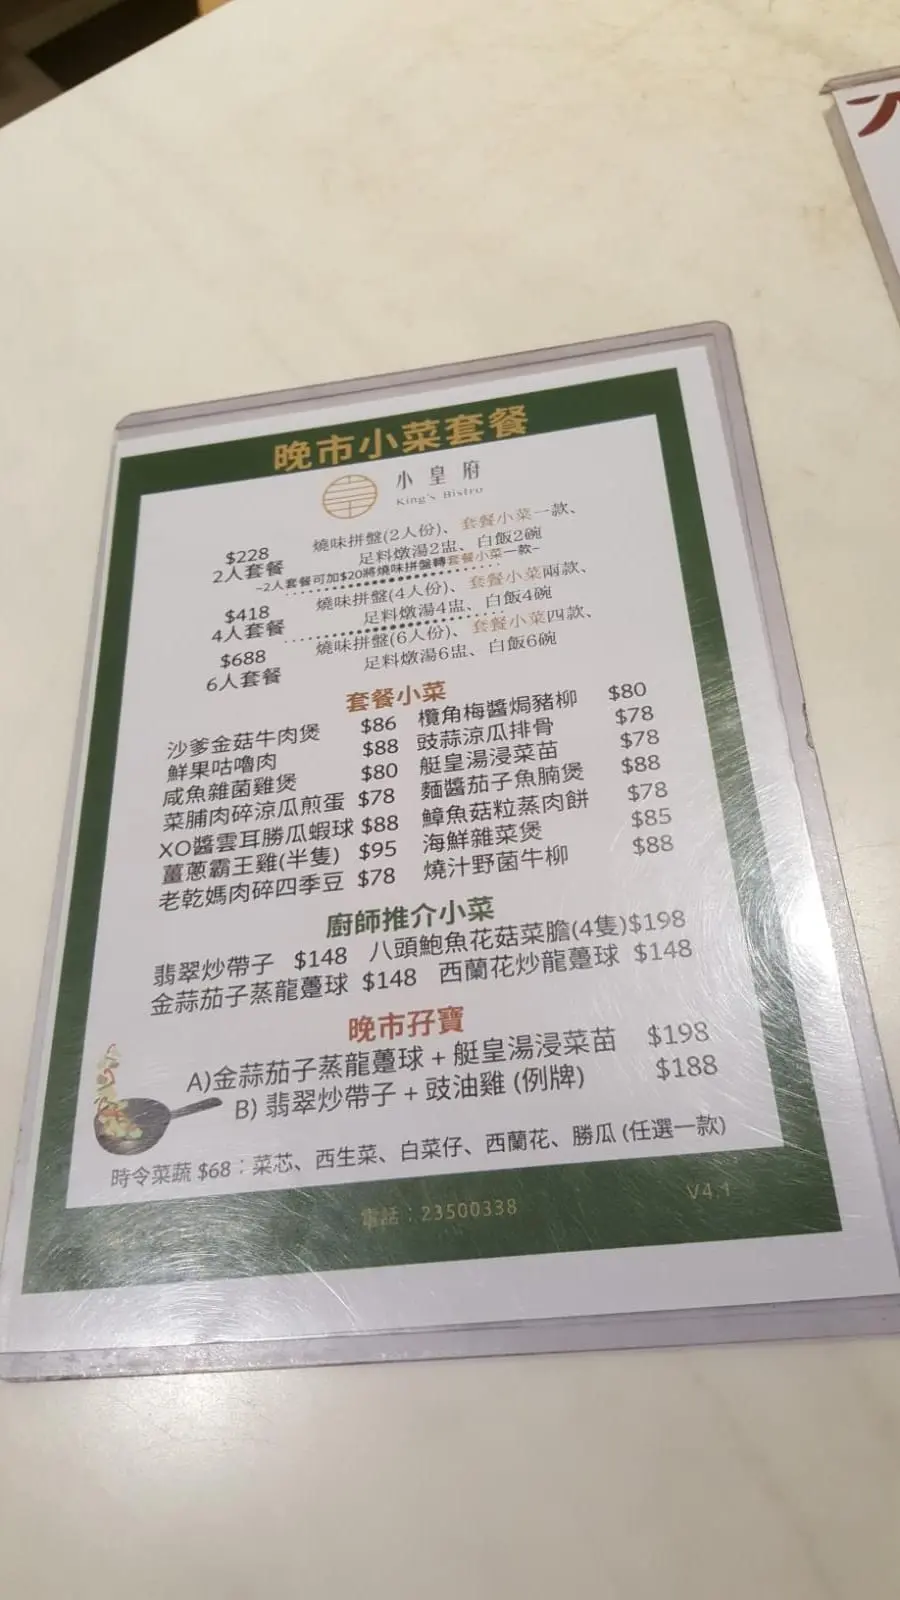 晚市小菜套餐
小皇府
King's Bistro
$228 燒味拼盤(2人份)、套餐小菜一款、
2人套餐 足料燉湯2盅、白飯2碗
~2人套餐可加$20將燒味拼盤轉套餐小菜一款~
$418 燒味拼盤(4人份)、套餐小菜兩款、
4人套餐 足料燉湯4盅、白飯4碗
$688 燒味拼盤(6人份)、套餐小菜四款、
6人套餐 足料燉湯6盅、白飯6碗
套餐小菜
沙爹金菇牛肉煲 $86 欖角梅醬焗豬柳 $80
鮮果咕嚕肉 $88 豉蒜涼瓜排骨 $78
咸魚雜菌雞煲 $80 艇皇湯浸菜苗 $78
菜脯肉碎涼瓜煎蛋 $78 麵醬茄子魚腩煲 $88
XO醬雲耳勝瓜蝦球 $88 鱆魚菇粒蒸肉餅 $78
薑蔥霸王雞(半隻) $95 海鮮雜菜煲 $85
老乾媽肉碎四季豆 $78 燒汁野菌牛柳 $88
廚師推介小菜
翡翠炒帶子 $148 八頭鮑魚花菇菜膽(4隻)$198
金蒜茄子蒸龍躉球 $148 西蘭花炒龍躉球 $148
晚市孖寶
A)金蒜茄子蒸龍躉球 + 艇皇湯浸菜苗 $198
B) 翡翠炒帶子 + 豉油雞 (例牌) $188
時令菜蔬 $68：菜芯、西生菜、白菜仔、西蘭花、勝瓜 (任選一款)
電話：23500338
V4.1